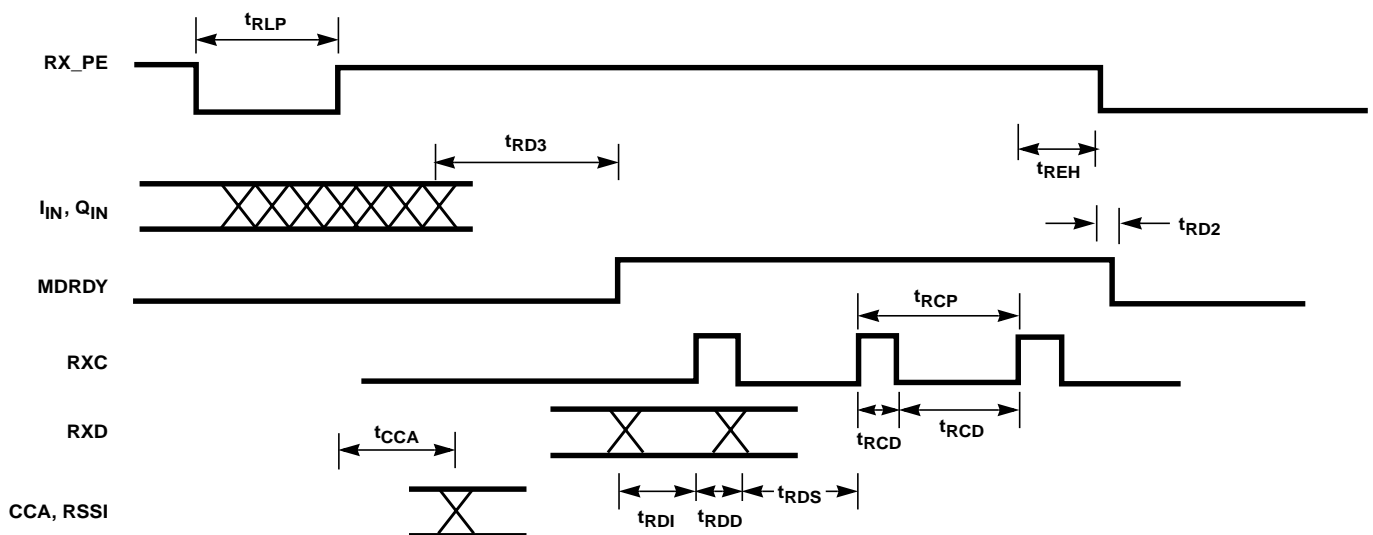 tRLP
RX_PE
tRD3
tREH
IIN, QIN
tRD2
MDRDY
tRCP
RXC
RXD
tRCD
tRCD
tCCA
tRDS
CCA, RSSI
tRDI
tRDD